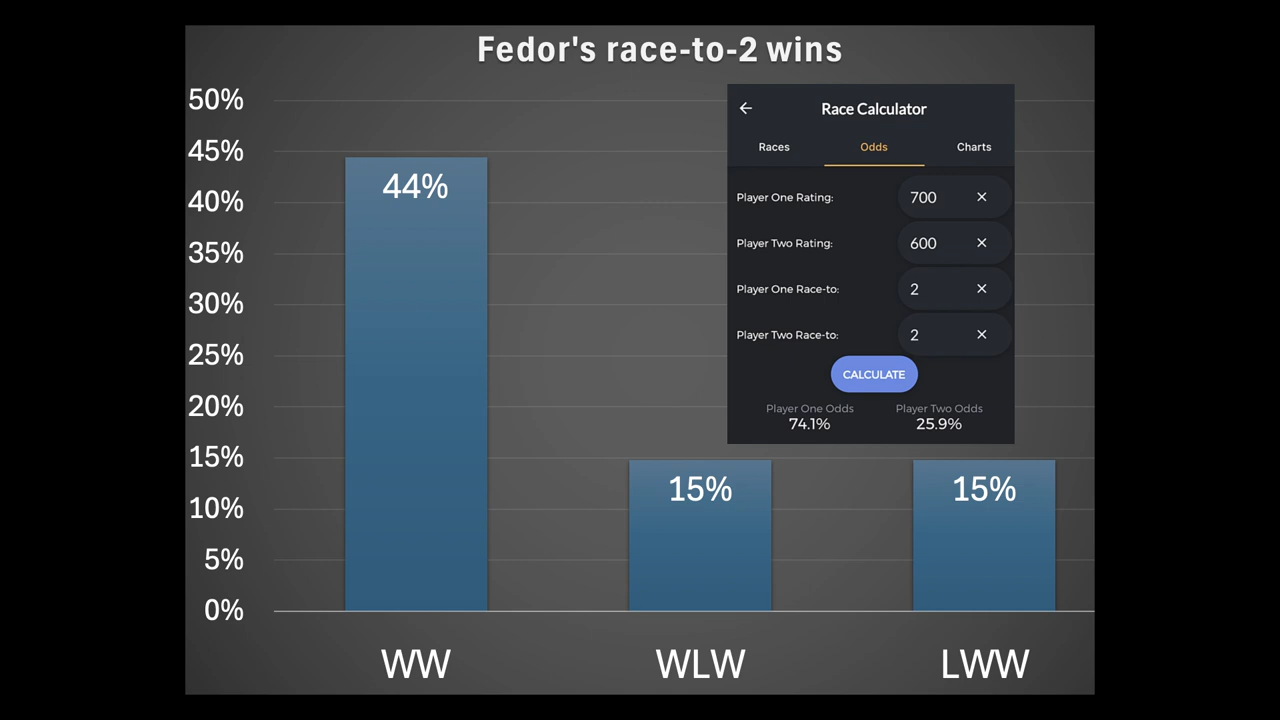 Fedor's race-to-2 wins
50%
45%
40%
35%
30%
25%
20%
15%
10%
5%
0%
44%
15%
15%
WW
WLW
LWW
Race Calculator
Races Odds Charts
Player One Rating: 700 ×
Player Two Rating: 600 ×
Player One Race-to: 2 ×
Player Two Race-to: 2 ×
CALCULATE
Player One Odds Player Two Odds
74.1% 25.9%